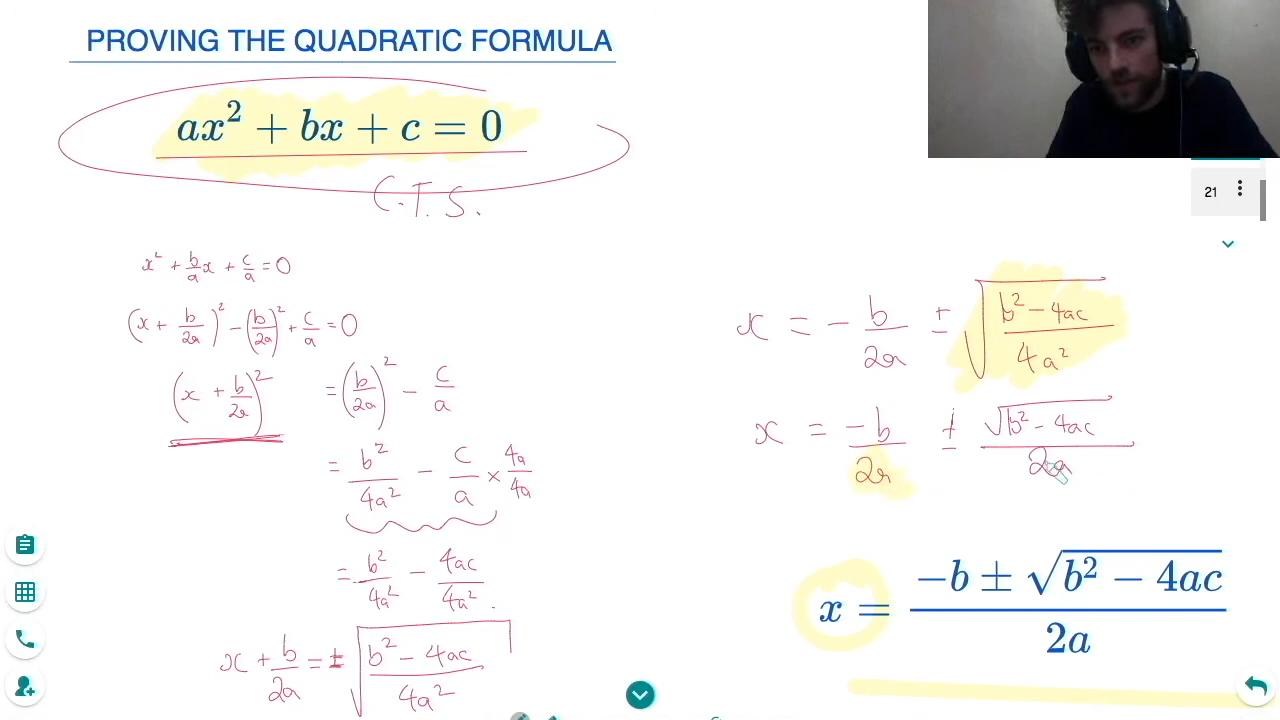 PROVING THE QUADRATIC FORMULA
ax² + bx + c = 0
C.T.S.
x² + b/a x + c/a = 0
(x + b/2a)² - (b/2a)² + c/a = 0
(x + b/2a)² = (b/2a)² - c/a
= b²/4a² - c/a × 4a/4a
= b²/4a² - 4ac/4a².
x + b/2a = ± √((b² - 4ac)/4a²)
21
x = - b/2a ± √((b² - 4ac)/4a²)
x = -b/2a ± √(b² - 4ac)/2a
x = (-b ± √(b² - 4ac))/2a